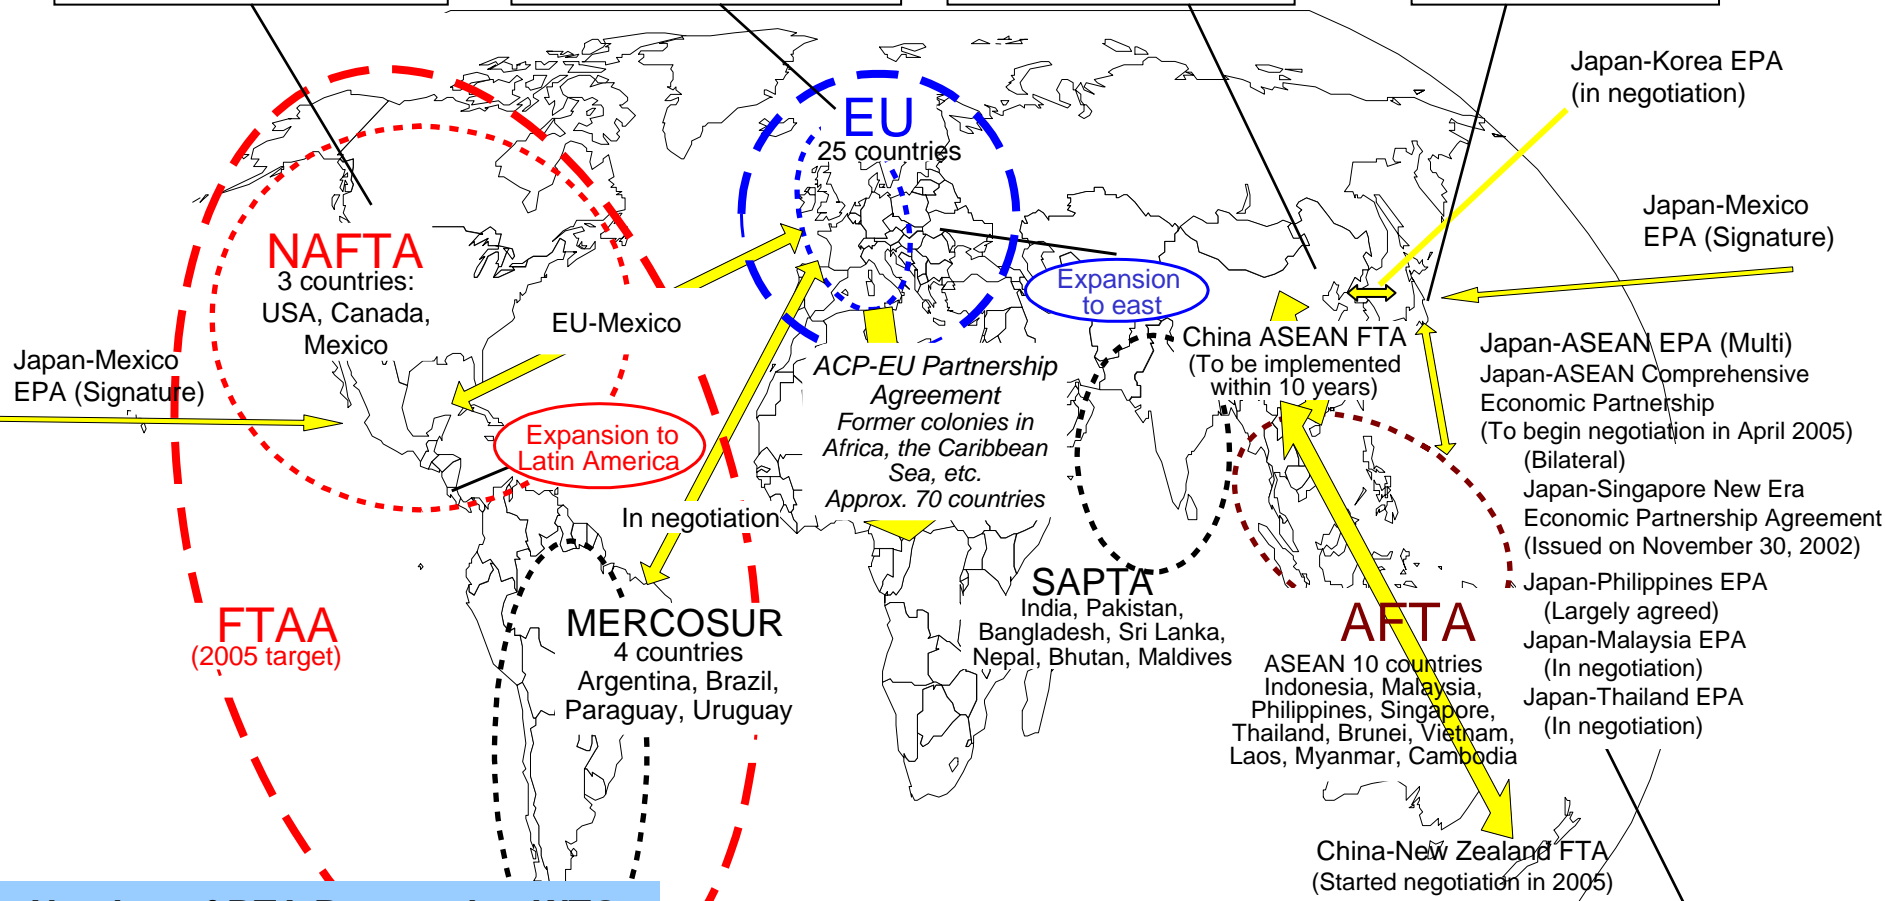 EU
25 countries
Japan-Korea EPA
(in negotiation)
Japan-Mexico
EPA (Signature)
NAFTA
3 countries:
USA, Canada,
Mexico
EU-Mexico
Expansion
to east
Japan-Mexico
EPA (Signature)
ACP-EU Partnership
Agreement
Former colonies in
Africa, the Caribbean
Sea, etc.
Approx. 70 countries
China ASEAN FTA
(To be implemented
within 10 years)
Japan-ASEAN EPA (Multi)
Japan-ASEAN Comprehensive
Economic Partnership
(To begin negotiation in April 2005)
(Bilateral)
Japan-Singapore New Era
Economic Partnership Agreement
(Issued on November 30, 2002)
Japan-Philippines EPA
(Largely agreed)
Japan-Malaysia EPA
(In negotiation)
Japan-Thailand EPA
(In negotiation)
Expansion to
Latin America
In negotiation
FTAA
(2005 target)
MERCOSUR
4 countries
Argentina, Brazil,
Paraguay, Uruguay
SAPTA
India, Pakistan,
Bangladesh, Sri Lanka,
Nepal, Bhutan, Maldives
AFTA
ASEAN 10 countries
Indonesia, Malaysia,
Philippines, Singapore,
Thailand, Brunei, Vietnam,
Laos, Myanmar, Cambodia
China-New Zealand FTA
(Started negotiation in 2005)